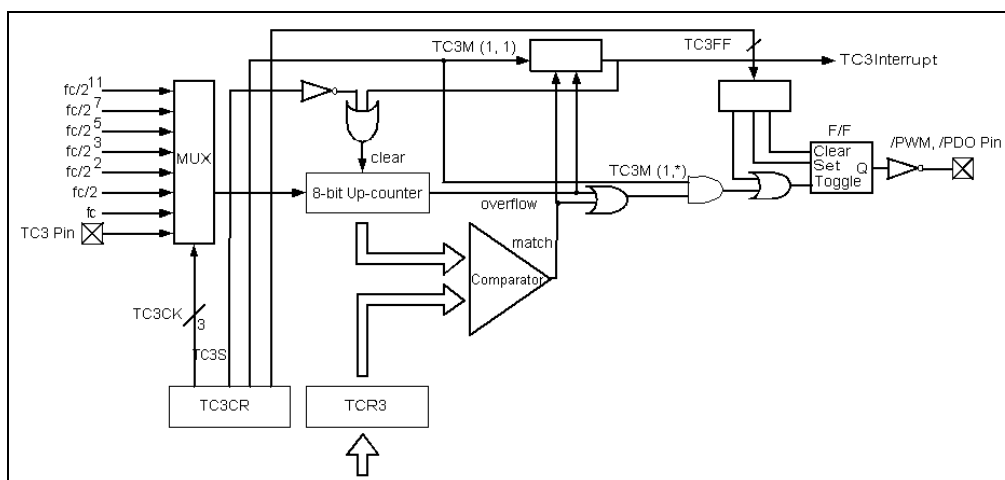 TC3M (1, 1)
TC3FF
TC3Interrupt
fc/2 11
fc/2 7
fc/2 5
fc/2 3
fc/2 2
fc/2
fc
TC3 Pin
MUX
clear
8-bit Up-counter
overflow
TC3M (1,*)
F/F
Clear
Set
Q
Toggle
/PWM, /PDO Pin
match
Comparator
TC3CK
3
TC3S
TC3CR
TCR3